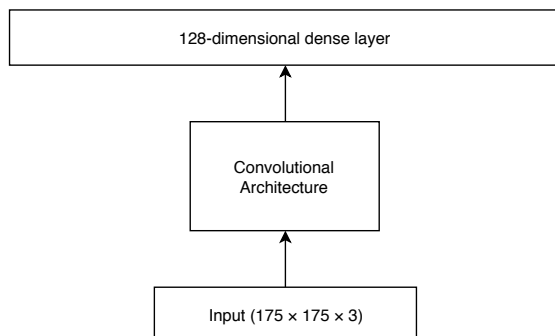 128-dimensional dense layer
Convolutional
Architecture
Input (175 × 175 × 3)